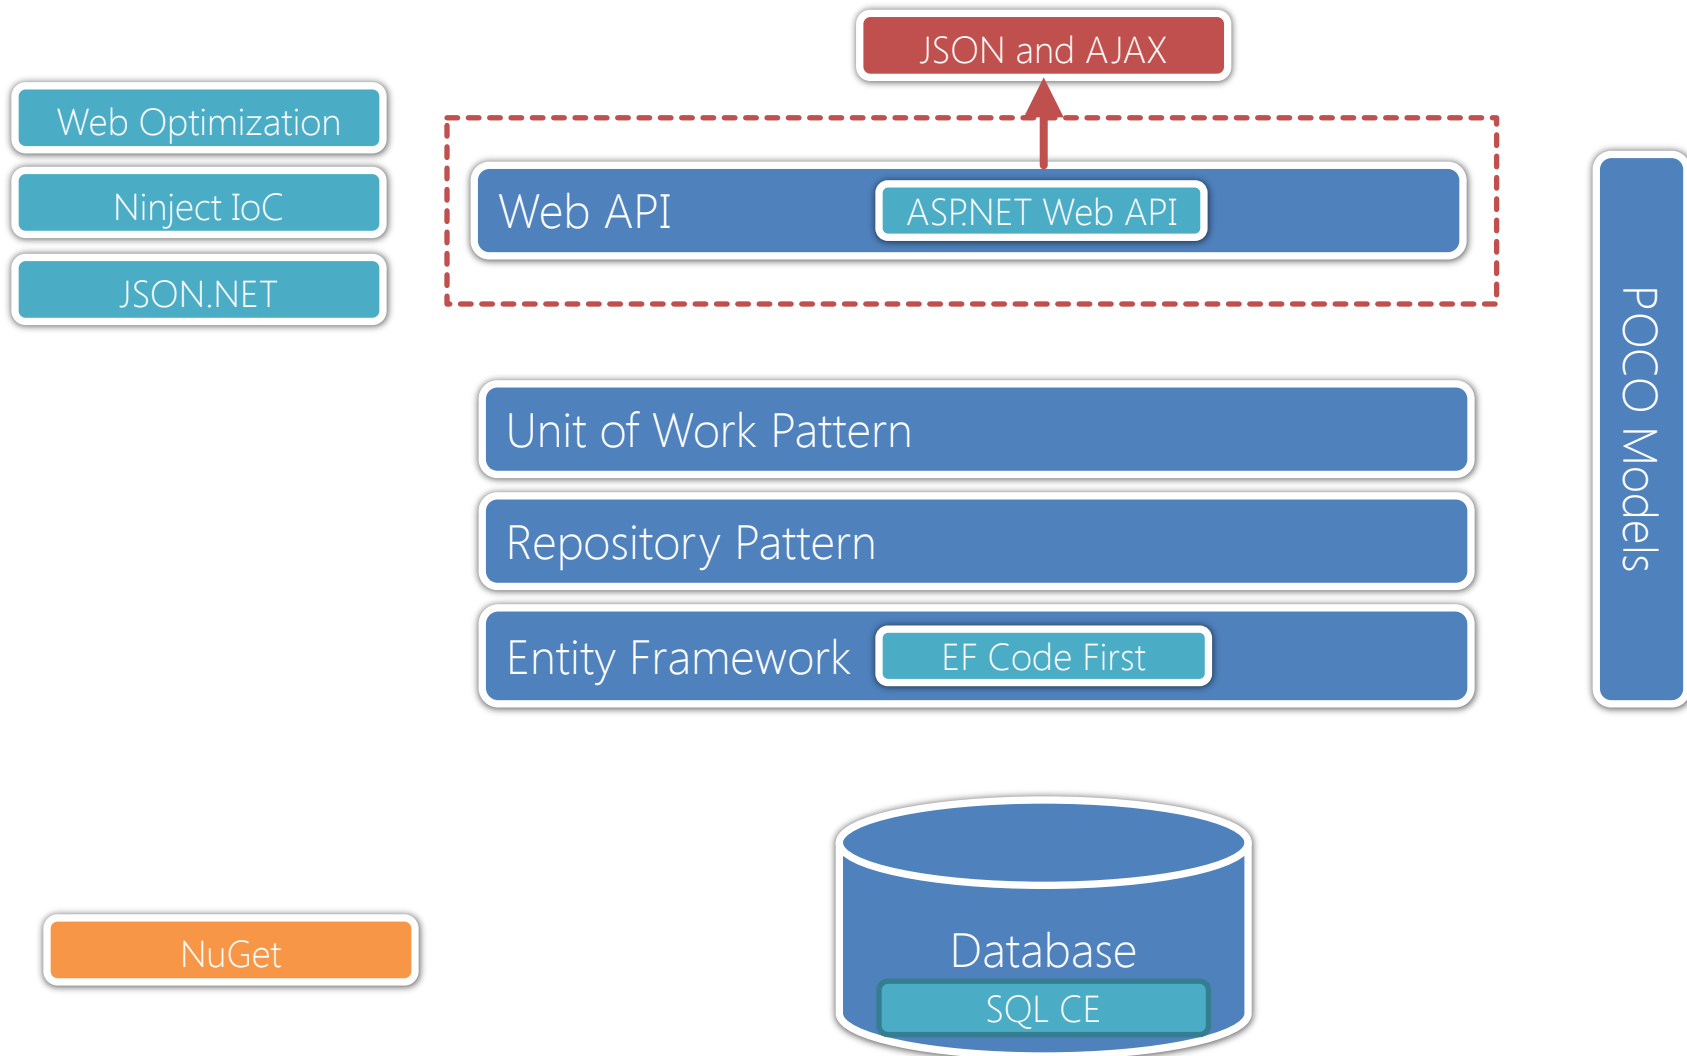 JSON and AJAX
Web Optimization
Ninject IoC
JSON.NET
Web API
ASP.NET Web API
Unit of Work Pattern
Repository Pattern
Entity Framework
EF Code First
POCO Models
NuGet
Database
SQL CE